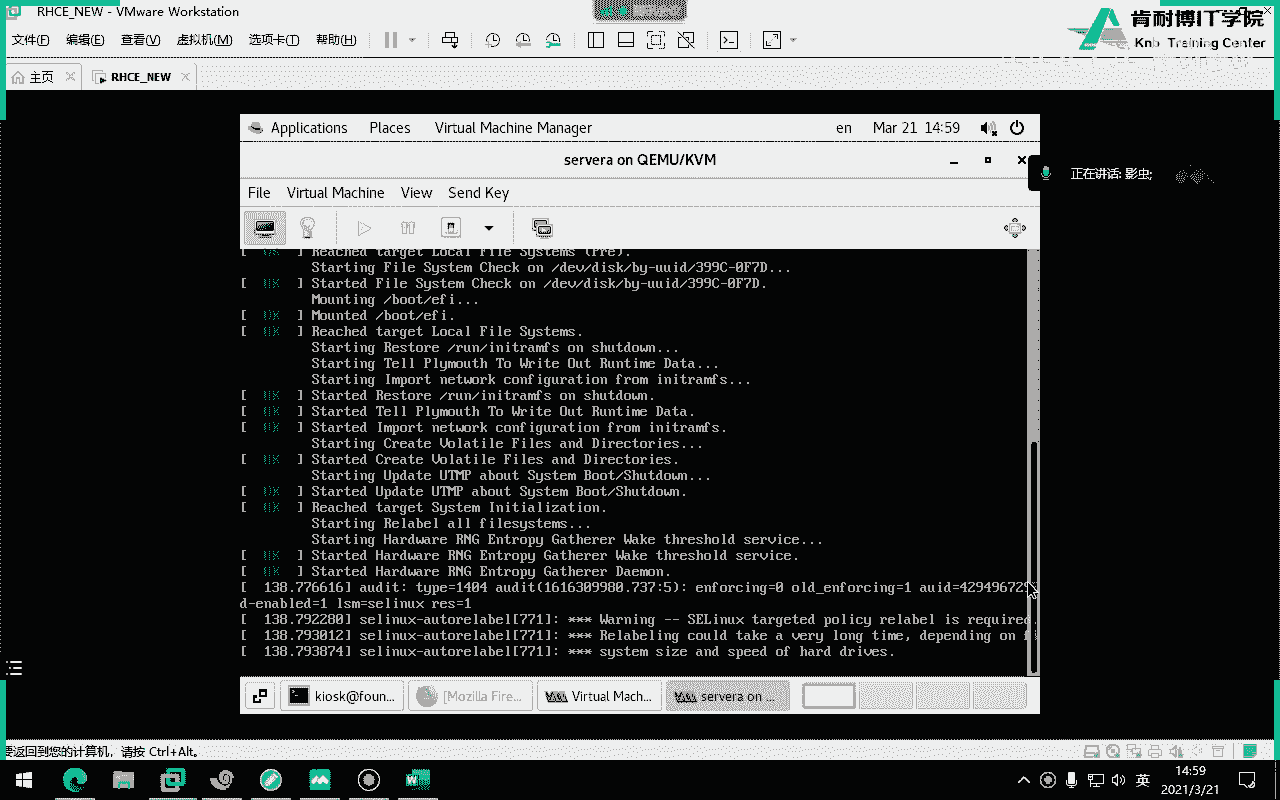 RHCE_NEW - VMware Workstation
肯耐博IT学院
Knb Training Center
文件(F) 编辑(E) 查看(V) 虚拟机(M) 选项卡(T) 帮助(H)
主页 RHCE_NEW
Applications Places Virtual Machine Manager en Mar 21 14:59
servera on QEMU/KVM
正在讲话: 影虫;
File Virtual Machine View Send Key
[ OK ] Reached target Local File Systems (Pre).
Starting File System Check on /dev/disk/by-uuid/399C-0F7D...
[ OK ] Started File System Check on /dev/disk/by-uuid/399C-0F7D.
Mounting /boot/efi...
[ OK ] Mounted /boot/efi.
[ OK ] Reached target Local File Systems.
Starting Restore /run/initramfs on shutdown...
Starting Tell Plymouth To Write Out Runtime Data...
Starting Import network configuration from initramfs...
[ OK ] Started Restore /run/initramfs on shutdown.
[ OK ] Started Tell Plymouth To Write Out Runtime Data.
[ OK ] Started Import network configuration from initramfs.
Starting Create Volatile Files and Directories...
[ OK ] Started Create Volatile Files and Directories.
Starting Update UTMP about System Boot/Shutdown...
[ OK ] Started Update UTMP about System Boot/Shutdown.
[ OK ] Reached target System Initialization.
Starting Relabel all filesystems...
Starting Hardware RNG Entropy Gatherer Wake threshold service...
[ OK ] Started Hardware RNG Entropy Gatherer Wake threshold service.
[ OK ] Started Hardware RNG Entropy Gatherer Daemon.
[ 138.776616] audit: type=1404 audit(1616309980.737:5): enforcing=0 old_enforcing=1 auid=429496729
d-enabled=1 lsm=selinux res=1
[ 138.792280] selinux-autorelabel[771]: *** Warning -- SELinux targeted policy relabel is required.
[ 138.793012] selinux-autorelabel[771]: *** Relabeling could take a very long time, depending on f
[ 138.793874] selinux-autorelabel[771]: *** system size and speed of hard drives.
kiosk@foun... [Mozilla Fire... Virtual Mach... servera on ...
要返回到您的计算机，请按 Ctrl+Alt。
英 14:59
2021/3/21